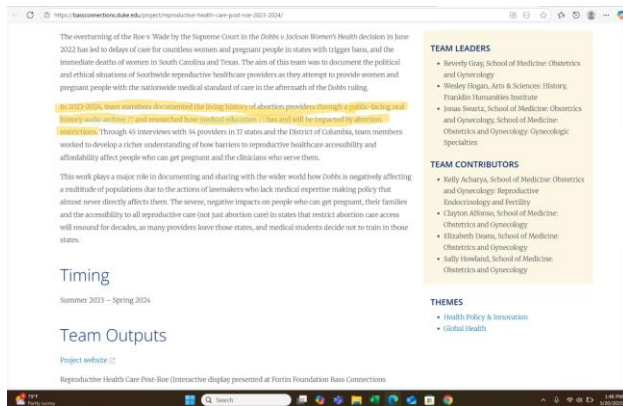 https://bassconnections.duke.edu/project/reproductive-health-care-post-roe-2023-2024/
The overturning of the Roe v. Wade by the Supreme Court in the Dobbs v Jackson Women's Health decision in June
2022 has led to delays of care for countless women and pregnant people in states with trigger bans, and the
immediate deaths of women in South Carolina and Texas. The aim of this team was to document the political
and ethical situations of Southwide reproductive healthcare providers as they attempt to provide women and
pregnant people with the nationwide medical standard of care in the aftermath of the Dobbs ruling.
In 2023-2024, team members documented the living history of abortion providers through a public-facing oral
history audio archive and researched how medical education has and will be impacted by abortion
restrictions. Through 45 interviews with 34 providers in 17 states and the District of Columbia, team members
worked to develop a richer understanding of how barriers to reproductive healthcare accessibility and
affordability affect people who can get pregnant and the clinicians who serve them.
This work plays a major role in documenting and sharing with the wider world how Dobbs is negatively affecting
a multitude of populations due to the actions of lawmakers who lack medical expertise making policy that
almost never directly affects them. The severe, negative impacts on people who can get pregnant, their families
and the accessibility to all reproductive care (not just abortion care) in states that restrict abortion care access
will resound for decades, as many providers leave those states, and medical students decide not to train in those
states.
Timing
Summer 2023 – Spring 2024
Team Outputs
Project website
Reproductive Health Care Post-Roe (Interactive display presented at Fortin Foundation Bass Connections
TEAM LEADERS
• Beverly Gray, School of Medicine: Obstetrics
and Gynecology
• Wesley Hogan, Arts & Sciences: History,
Franklin Humanities Institute
• Jonas Swartz, School of Medicine: Obstetrics
and Gynecology, School of Medicine:
Obstetrics and Gynecology: Gynecologic
Specialties
TEAM CONTRIBUTORS
• Kelly Acharya, School of Medicine: Obstetrics
and Gynecology: Reproductive
Endocrinology and Fertility
• Clayton Alfonso, School of Medicine:
Obstetrics and Gynecology
• Elizabeth Deans, School of Medicine:
Obstetrics and Gynecology
• Sally Howland, School of Medicine:
Obstetrics and Gynecology
THEMES
• Health Policy & Innovation
• Global Health
Partly sunny
Search
1:46 PM
5/20/2025